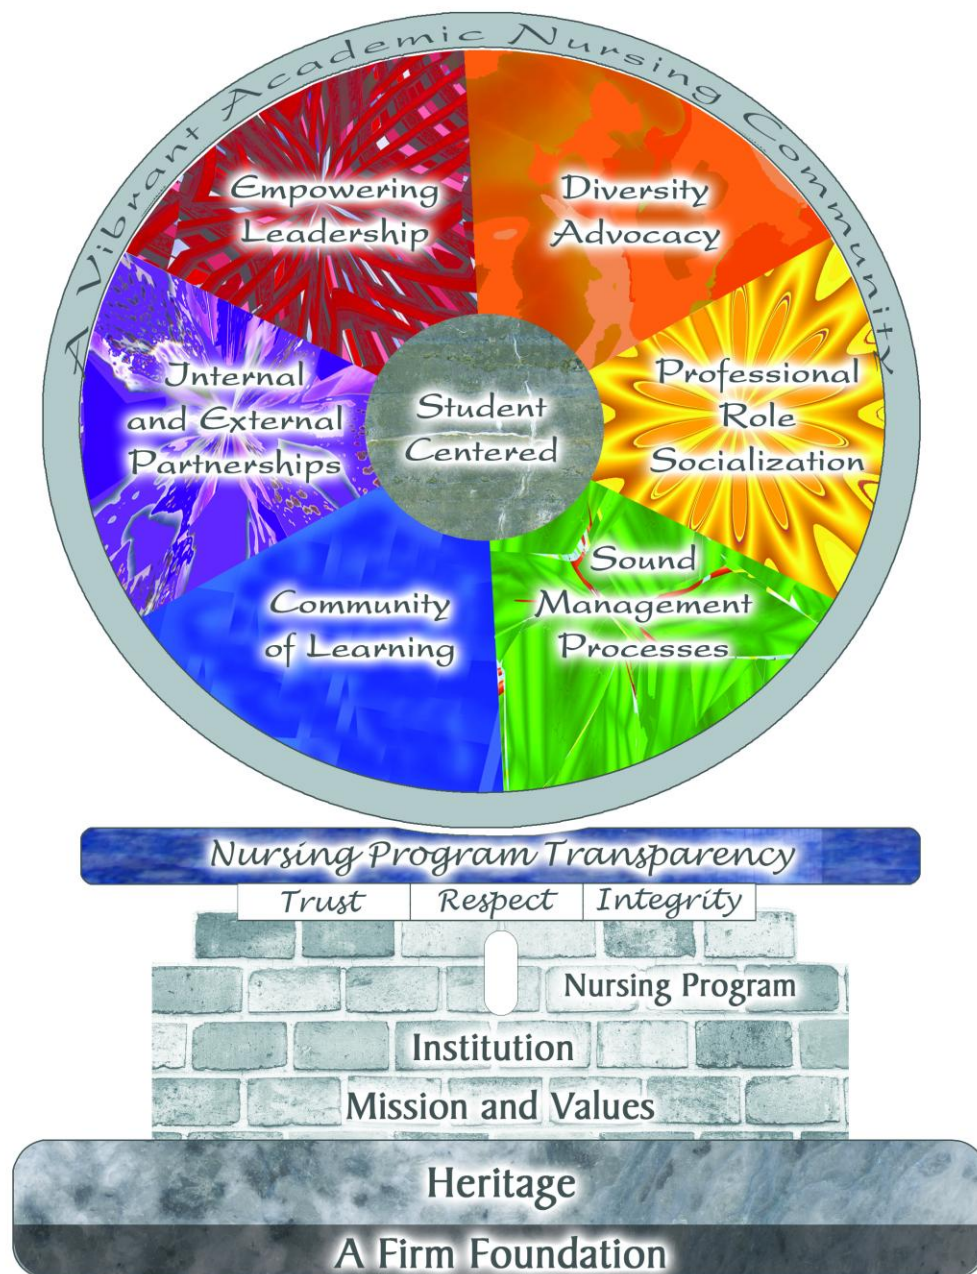 A Vibrant Academic Nursing Community
Empowering
Leadership
Diversity
Advocacy
Internal
and External
Partnerships
Student
Centered
Professional
Role
Socialization
Community
of Learning
Sound
Management
Processes
Nursing Program Transparency
Trust
Respect
Integrity
Nursing Program
Institution
Mission and Values
Heritage
A Firm Foundation